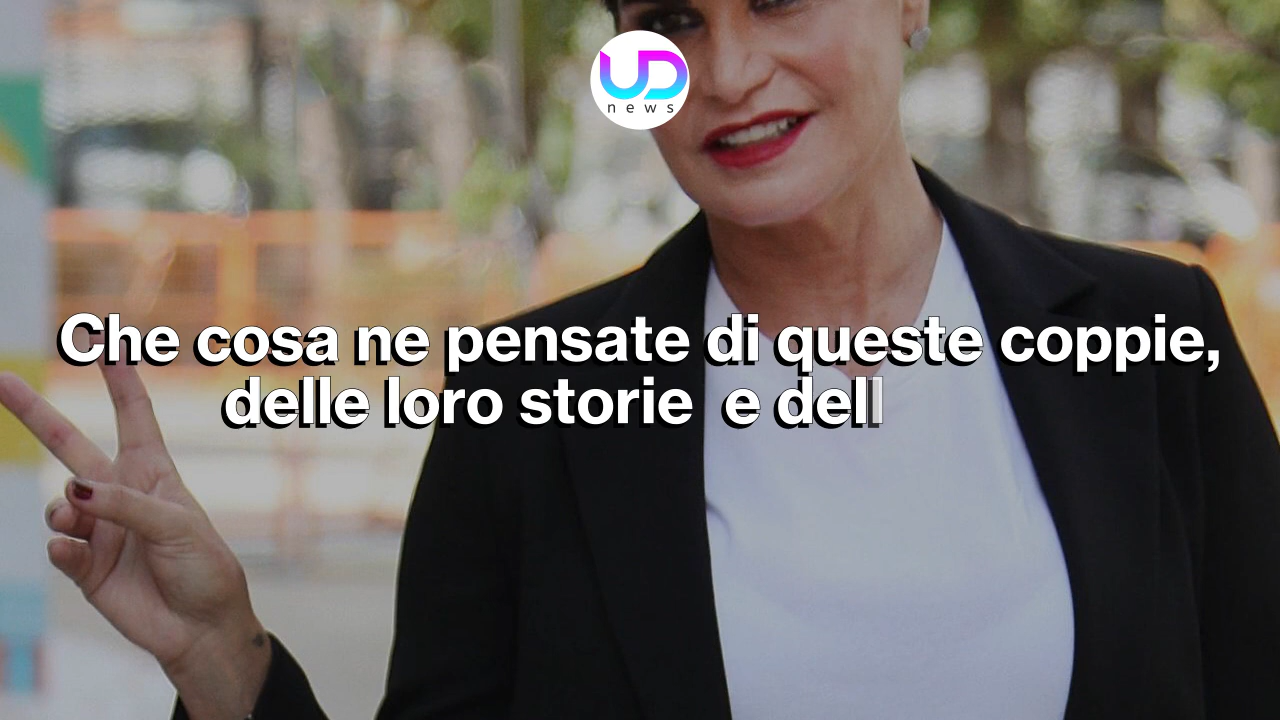 UD
news
Che cosa ne pensate di queste coppie,
delle loro storie e dell